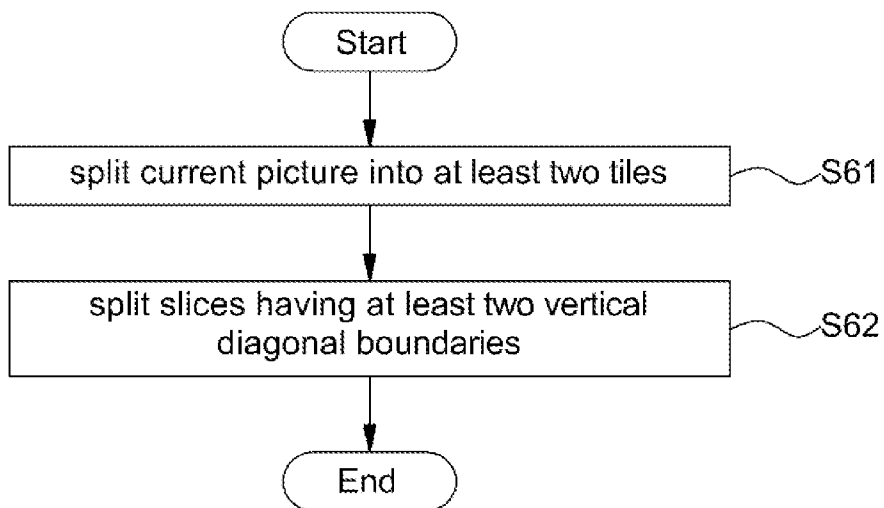 Start
split current picture into at least two tiles
S61
split slices having at least two vertical
diagonal boundaries
S62
End